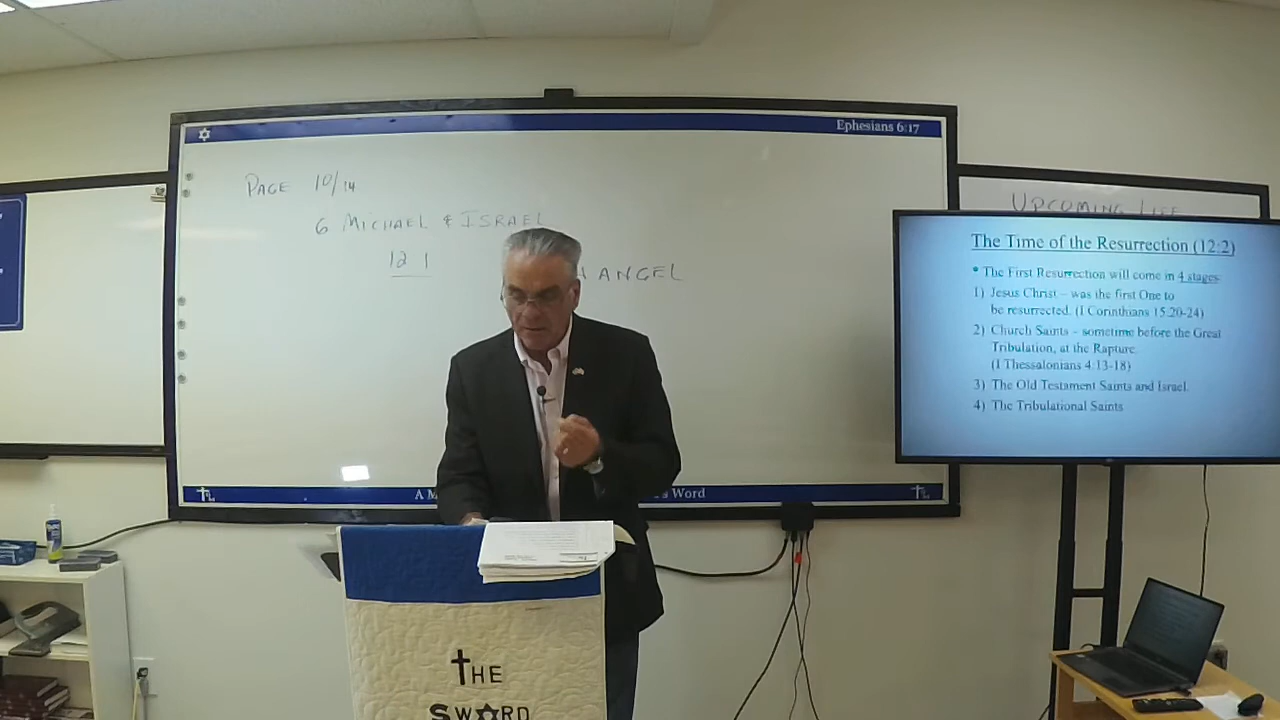 Ephesians 6:17
PAGE 10/14
6 MICHAEL & ISRAEL
12 1
ANGEL
UPCOMING
The Time of the Resurrection (12:2)
• The First Resurrection will come in 4 stages:
1) Jesus Christ – was the first One to
be resurrected. (I Corinthians 15:20-24)
2) Church Saints – sometime before the Great
Tribulation, at the Rapture.
(I Thessalonians 4:13-18)
3) The Old Testament Saints and Israel.
4) The Tribulational Saints
A
Word
THE
SWORD